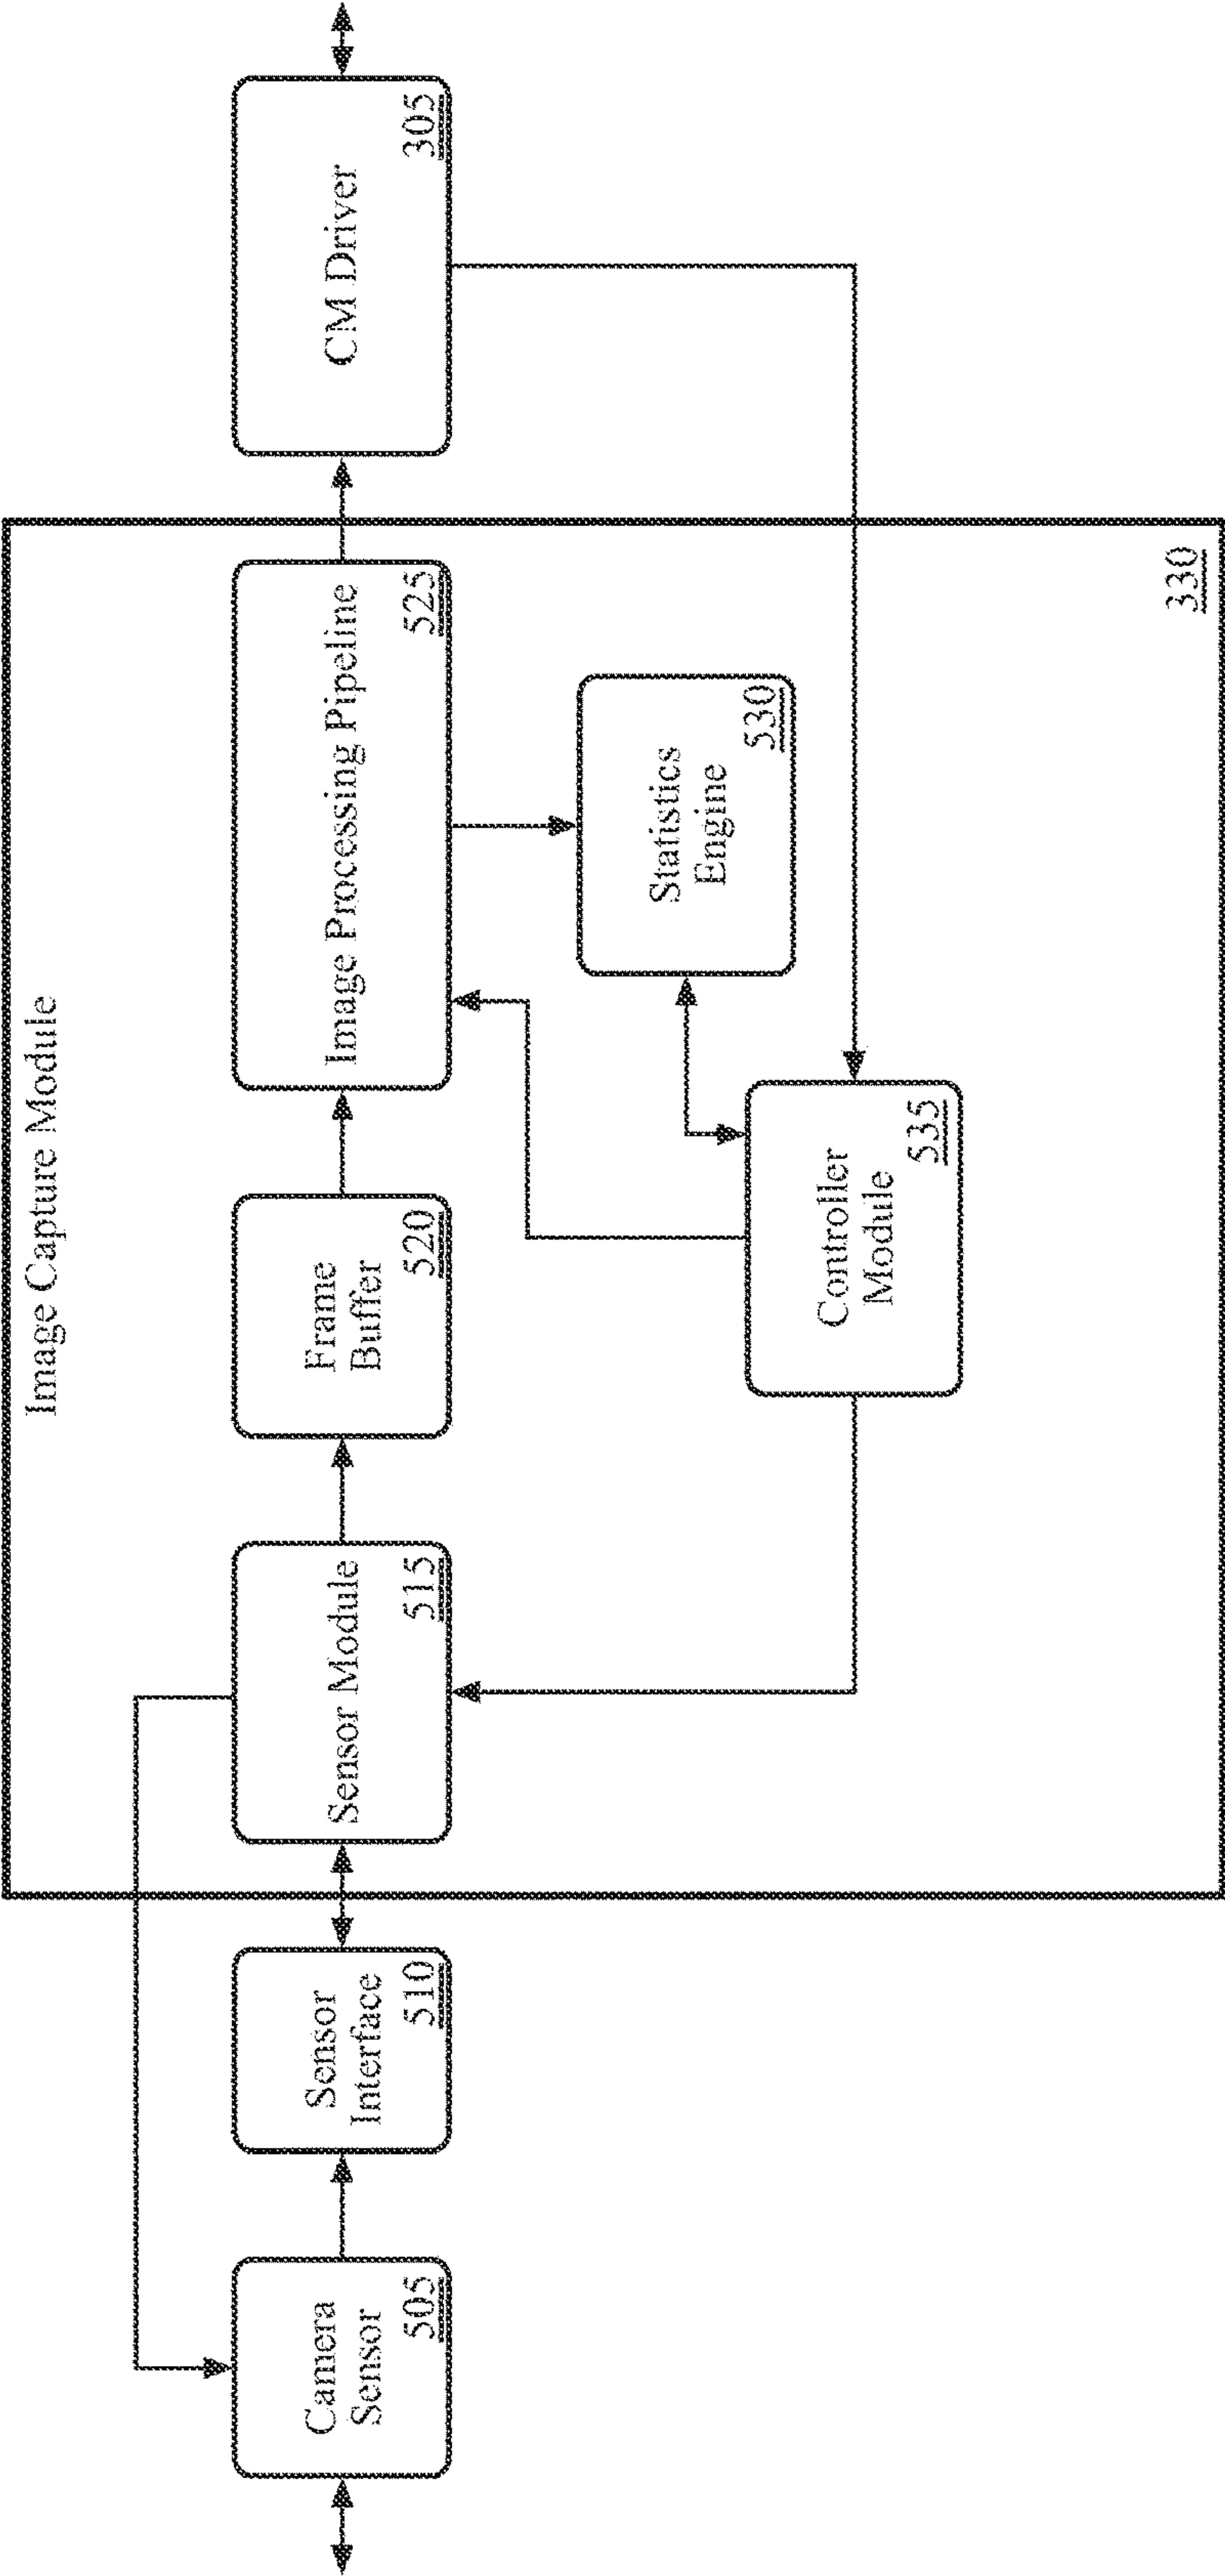 Image Capture Module
Camera
Sensor
505
Sensor
Interface
510
Sensor Module
515
Frame
Buffer
520
Image Processing Pipeline
525
CM Driver
305
Statistics
Engine
530
Controller
Module
535
330